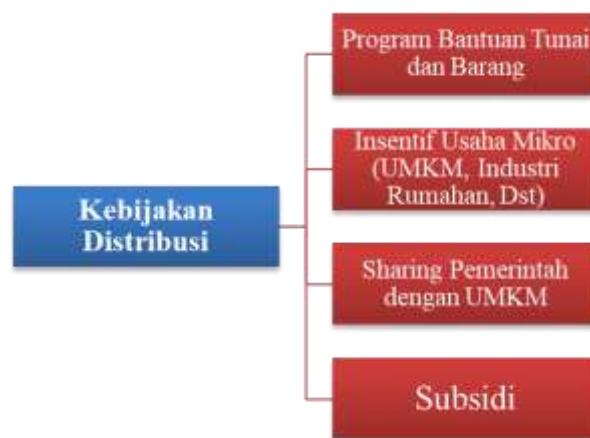 Kebijakan
Distribusi
Program Bantuan Tunai
dan Barang
Insentif Usaha Mikro
(UMKM, Industri
Rumahan, Dst)
Sharing Pemerintah
dengan UMKM
Subsidi